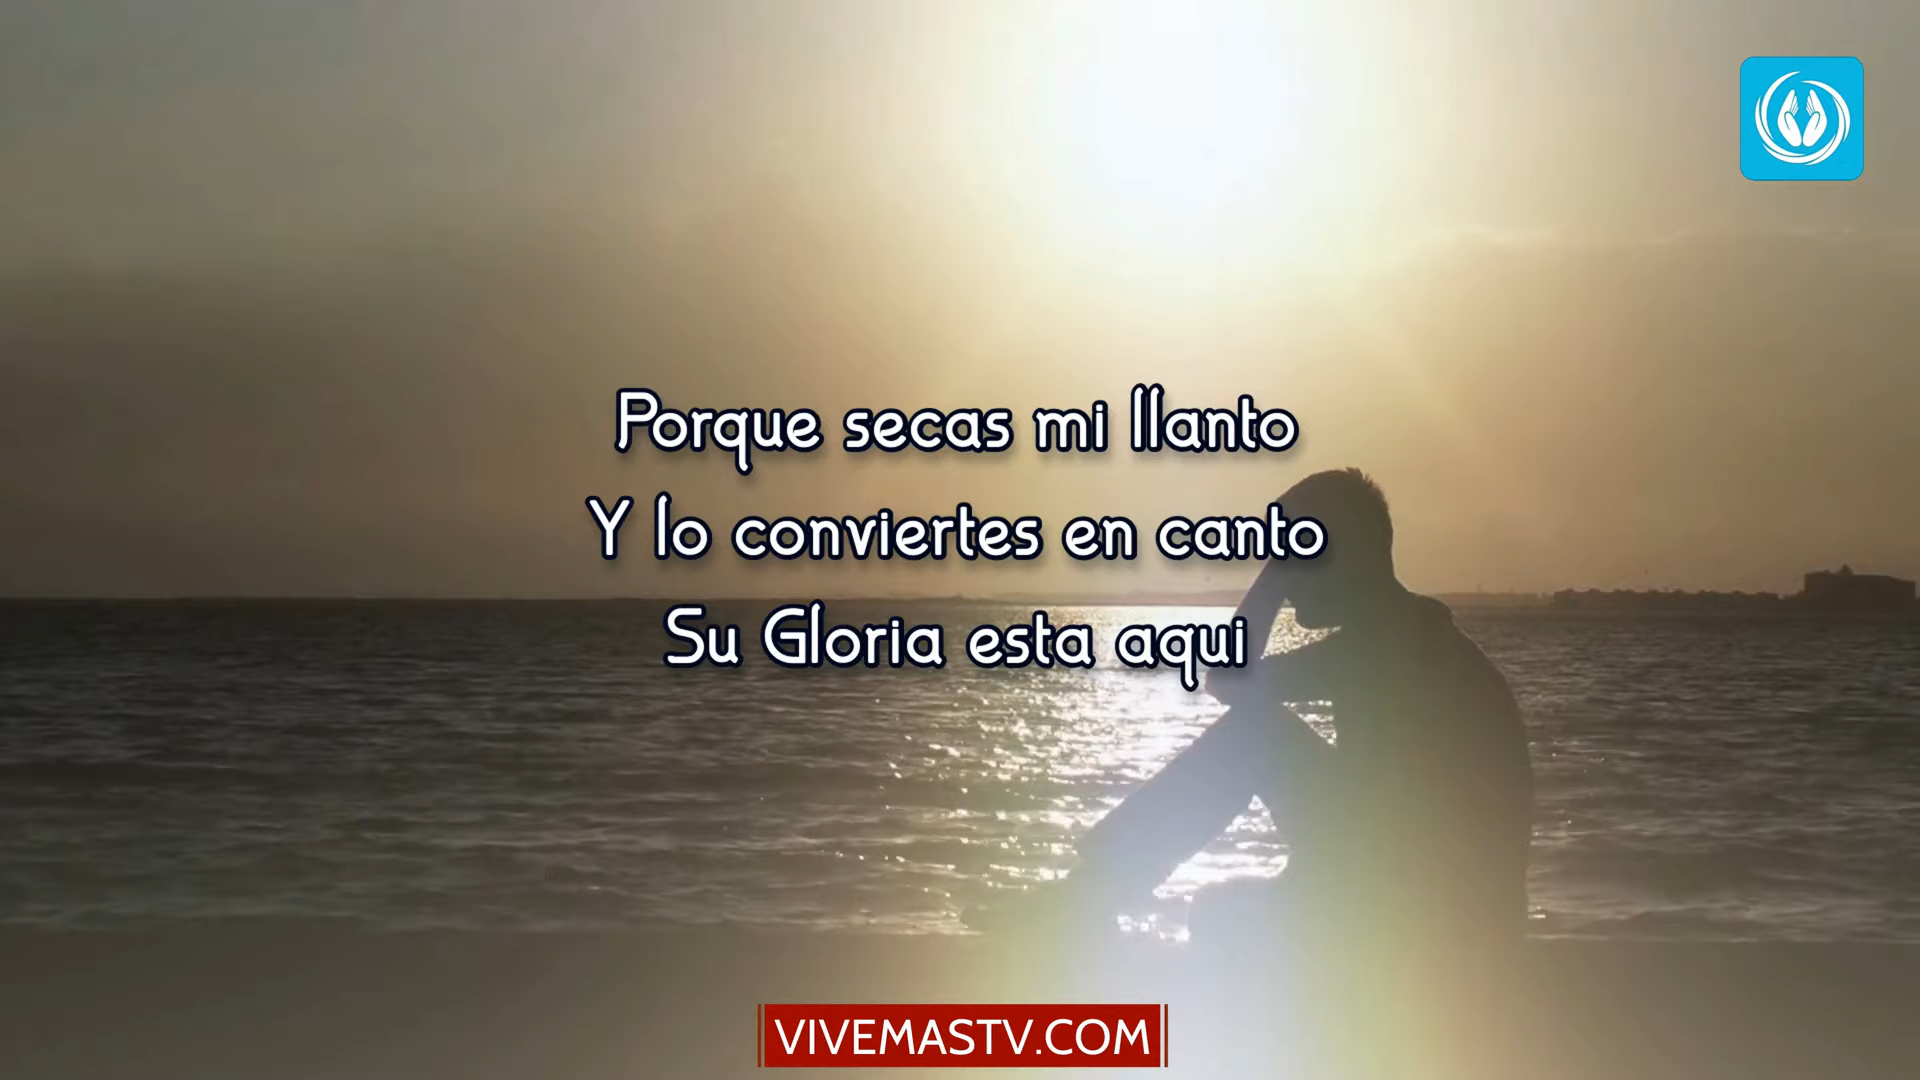 Porque secas mi llanto
Y lo conviertes en canto
Su Gloria esta aqui
VIVEMASTV.COM